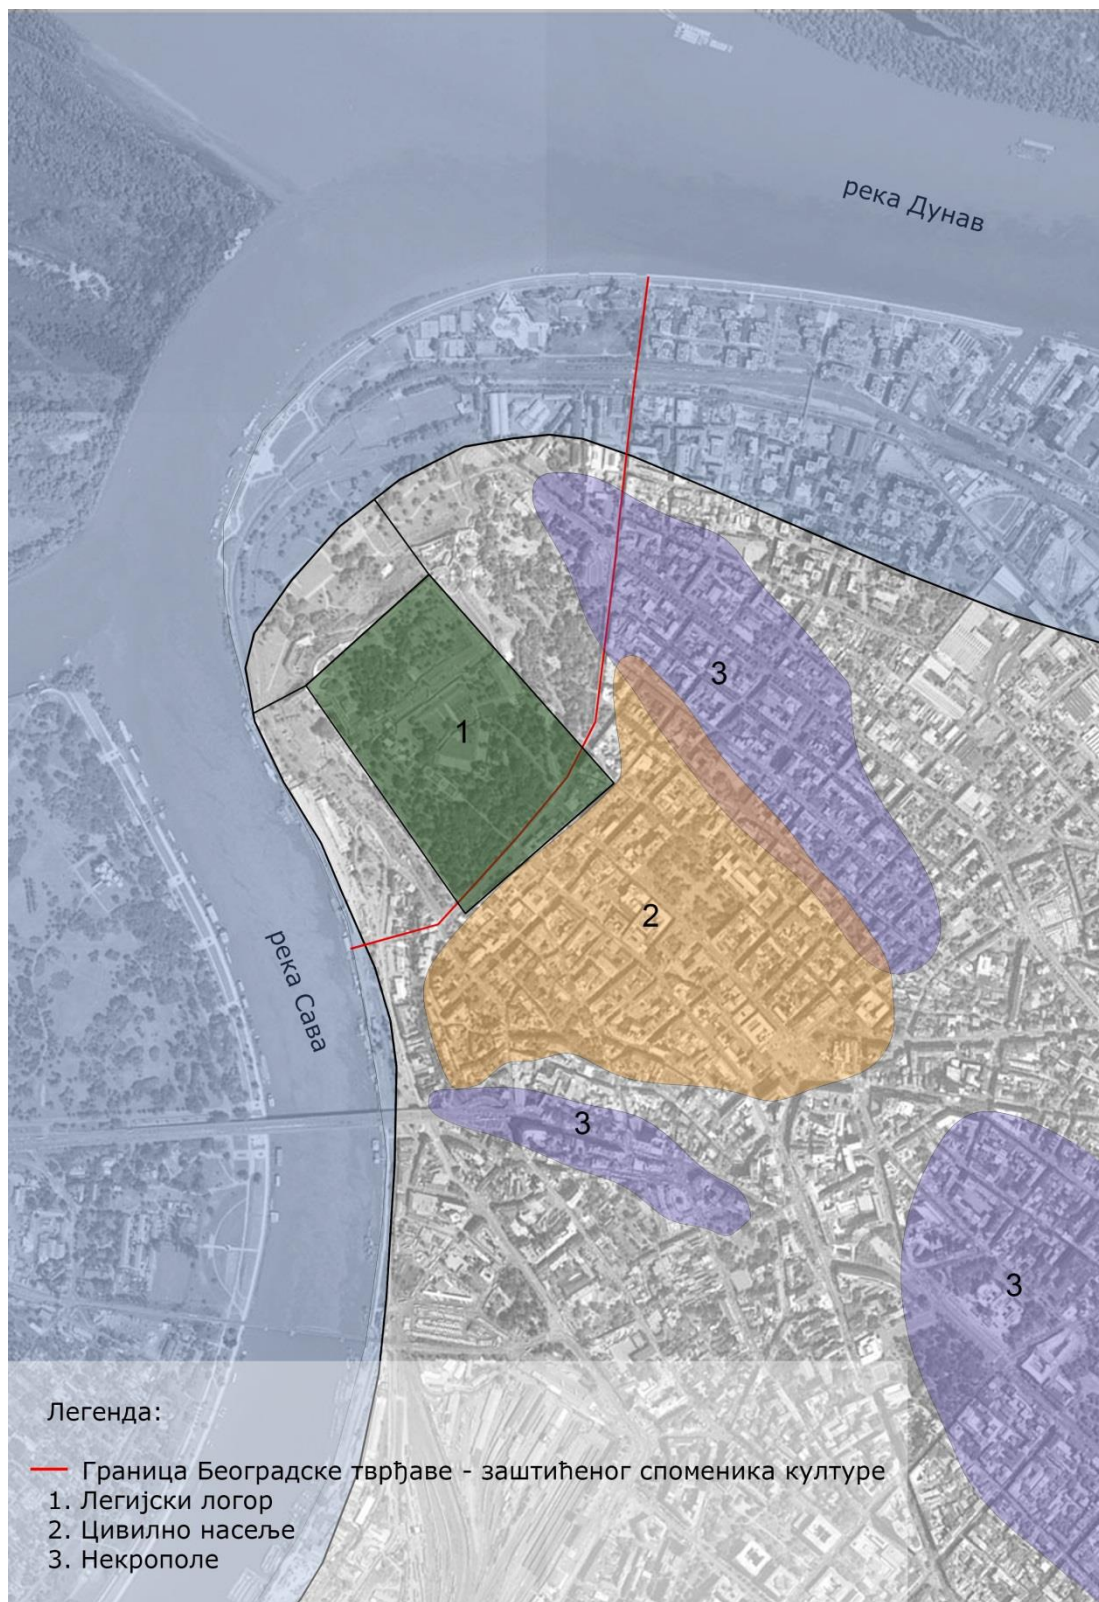 река Дунав
3
1
2
река Сава
3
3
Легенда:
Граница Београдске тврђаве - заштићеног споменика културе
1. Легијски логор
2. Цивилно насеље
3. Некрополе